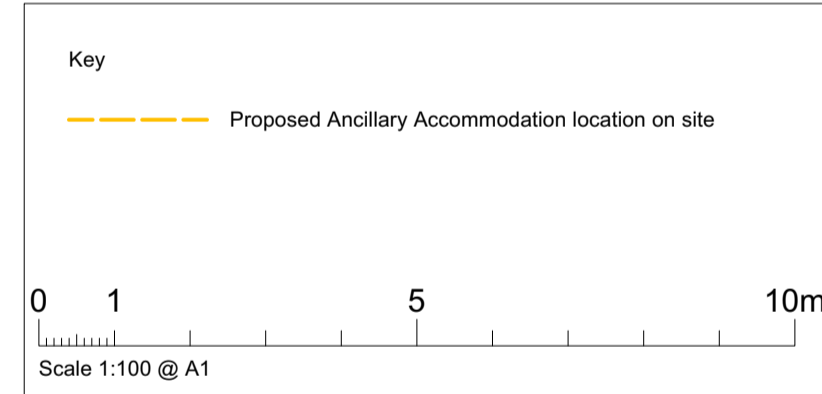 Key
Proposed Ancillary Accommodation location on site
0 1 5 10m
Scale 1:100 @ A1